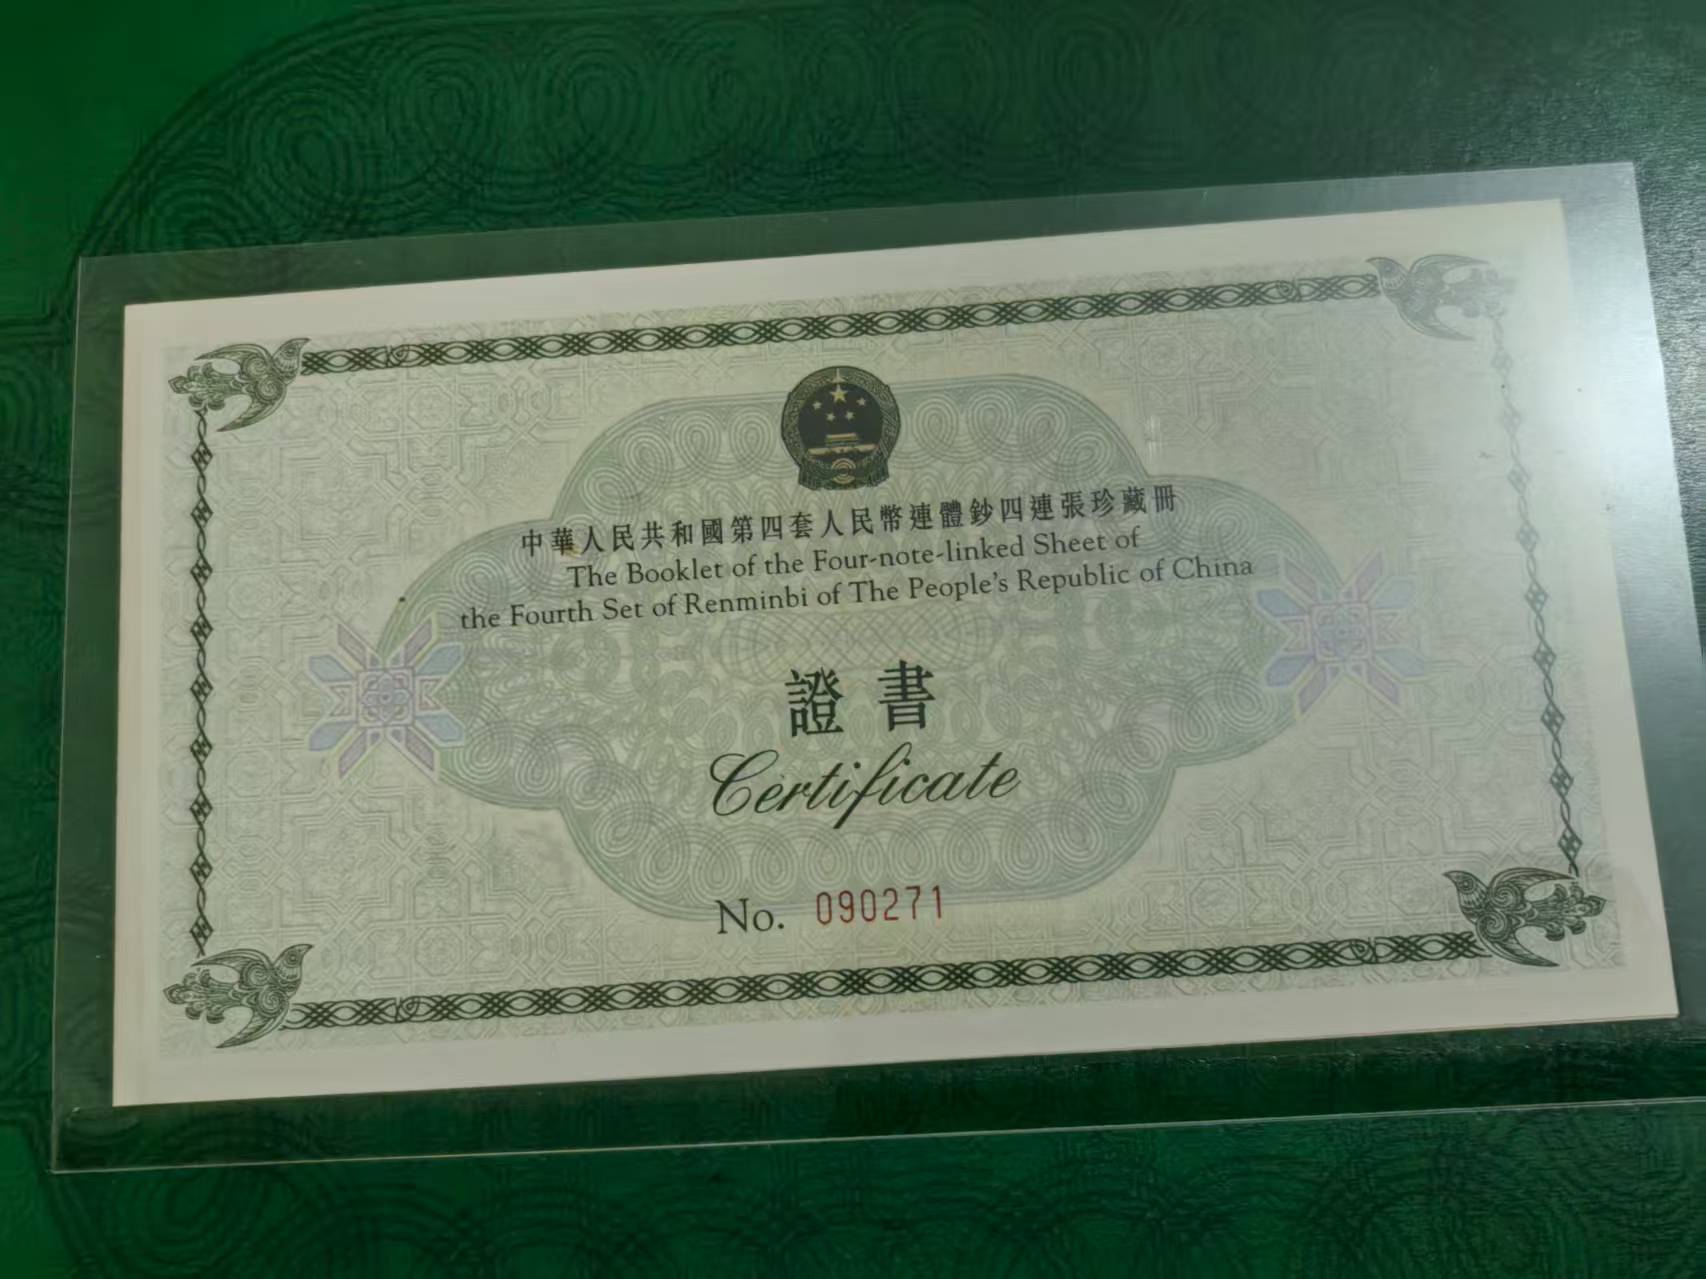 中華人民共和國第四套人民幣連體鈔四連張珍藏冊
The Booklet of the Four-note-linked Sheet of
the Fourth Set of Renminbi of The People's Republic of China
證書
Certificate
No. 090271